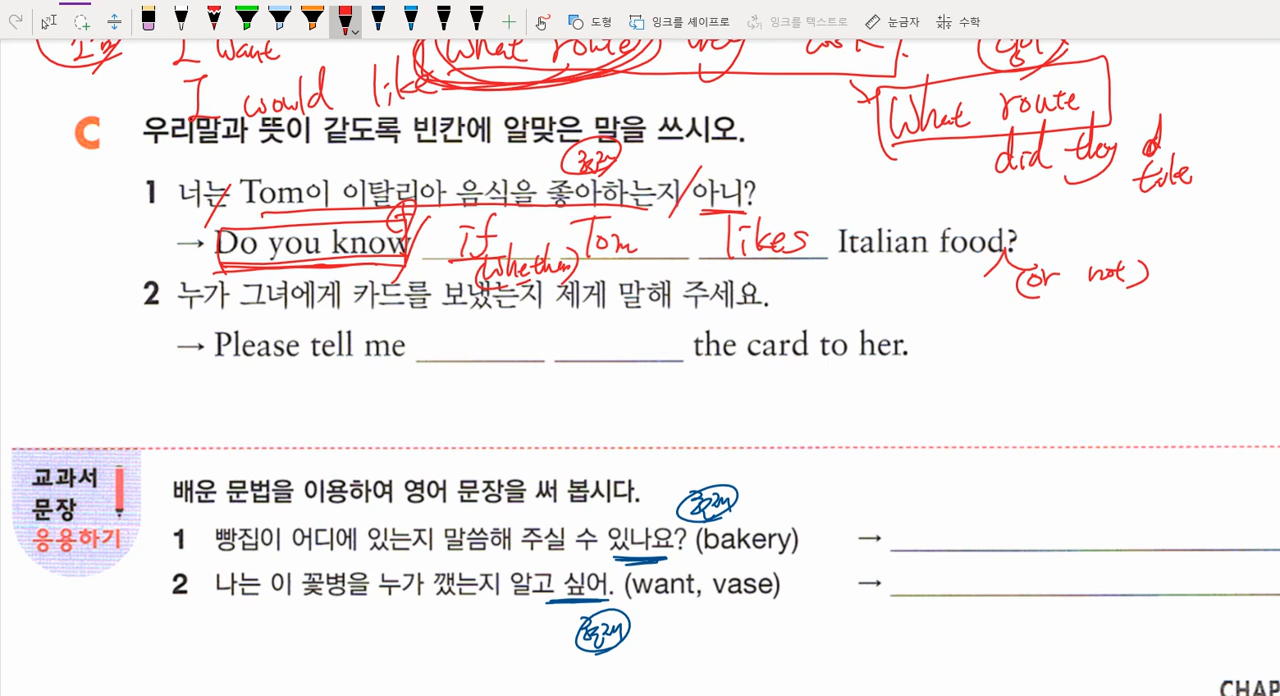 도형 잉크를 셰이프로 잉크를 텍스트로 눈금자 수학
I want What route they
I would like
What route
did they
take
C 우리말과 뜻이 같도록 빈칸에 알맞은 말을 쓰시오.
1 너는 Tom이 이탈리아 음식을 좋아하는지 아니?
→ Do you know if Tom likes Italian food?
(whether)
(or not)
2 누가 그녀에게 카드를 보냈는지 제게 말해 주세요.
→ Please tell me the card to her.
교과서
문장
응용하기
배운 문법을 이용하여 영어 문장을 써 봅시다.
1 빵집이 어디에 있는지 말씀해 주실 수 있나요? (bakery) →
2 나는 이 꽃병을 누가 깼는지 알고 싶어. (want, vase) →
CHAP